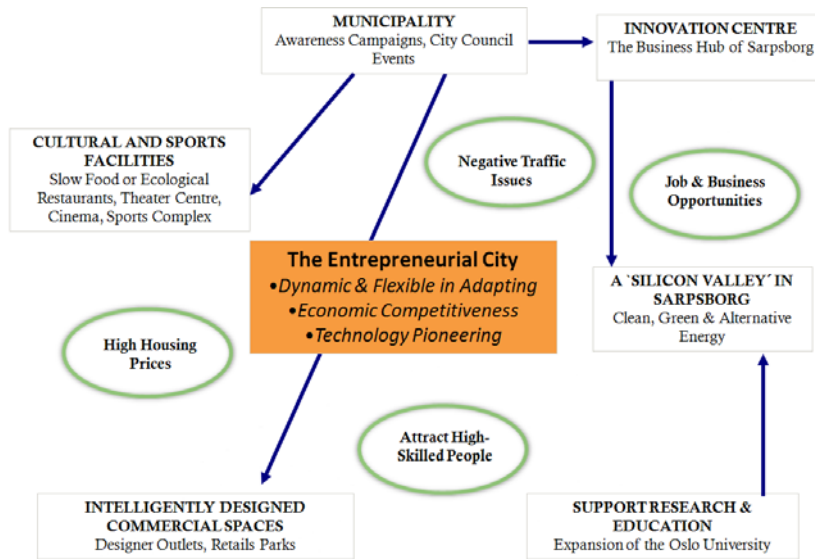 MUNICIPALITY
Awareness Campaigns, City Council
Events
INNOVATION CENTRE
The Business Hub of Sarpsborg
CULTURAL AND SPORTS
FACILITIES
Slow Food or Ecological
Restaurants, Theater Centre,
Cinema, Sports Complex
Negative Traffic
Issues
Job & Business
Opportunities
The Entrepreneurial City
•Dynamic & Flexible in Adapting
•Economic Competitiveness
•Technology Pioneering
A `SILICON VALLEY´ IN
SARPSBORG
Clean, Green & Alternative
Energy
High Housing
Prices
Attract High-
Skilled People
INTELLIGENTLY DESIGNED
COMMERCIAL SPACES
Designer Outlets, Retails Parks
SUPPORT RESEARCH &
EDUCATION
Expansion of the Oslo University